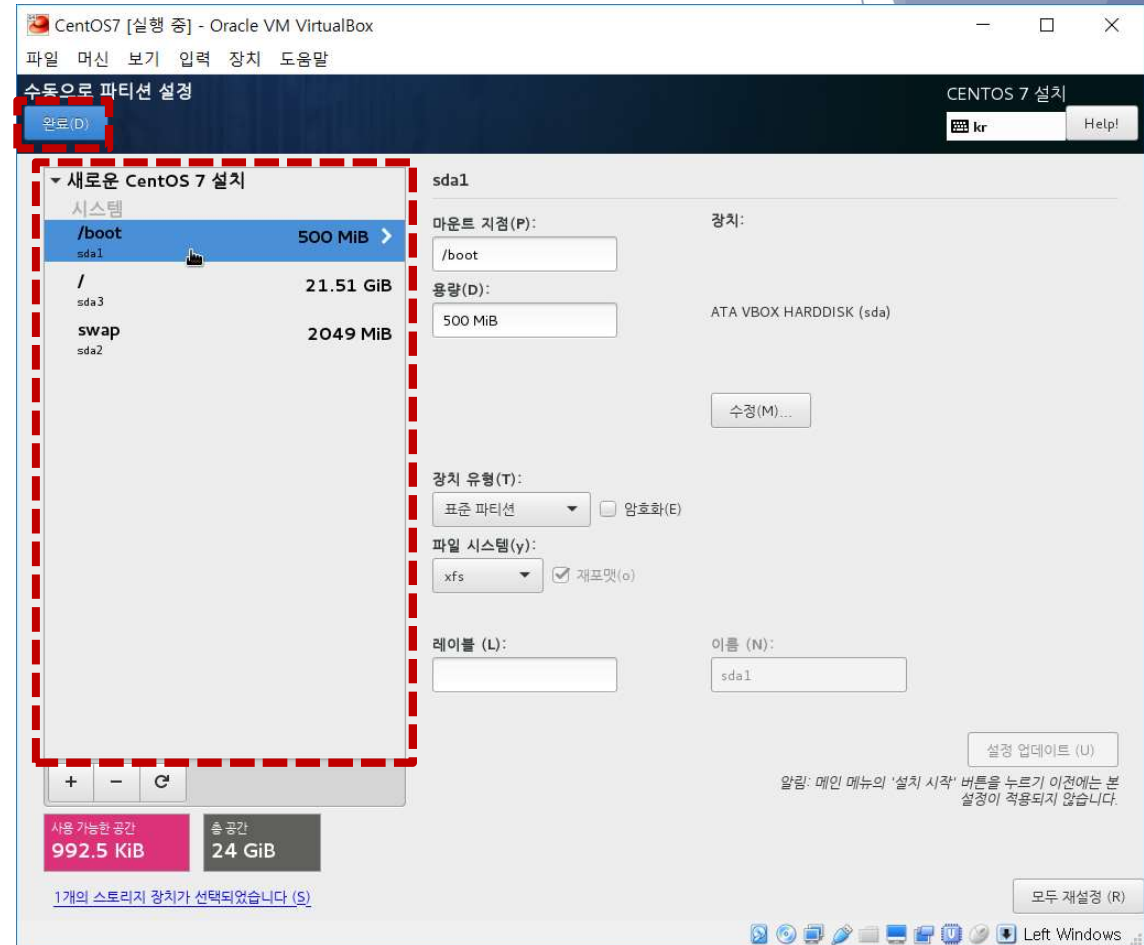 CentOS7 [실행 중] - Oracle VM VirtualBox
파일 머신 보기 입력 장치 도움말
수동으로 파티션 설정
CENTOS 7 설치
완료(D)
kr
Help!
새로운 CentOS 7 설치
시스템
/boot
500 MiB
sda1
/
21.51 GiB
sda3
swap
2049 MiB
sda2
sda1
마운트 지점(P):
장치:
/boot
용량(D):
500 MiB
ATA VBOX HARDDISK (sda)
수정(M)...
장치 유형(T):
표준 파티션
암호화(E)
파일 시스템(y):
xfs
재포맷(o)
레이블 (L):
이름 (N):
sda1
설정 업데이트 (U)
알림: 메인 메뉴의 '설치 시작' 버튼을 누르기 이전에는 본
설정이 적용되지 않습니다.
+ −
사용 가능한 공간
992.5 KiB
총 공간
24 GiB
1개의 스토리지 장치가 선택되었습니다 (S)
모두 재설정 (R)
Left Windows